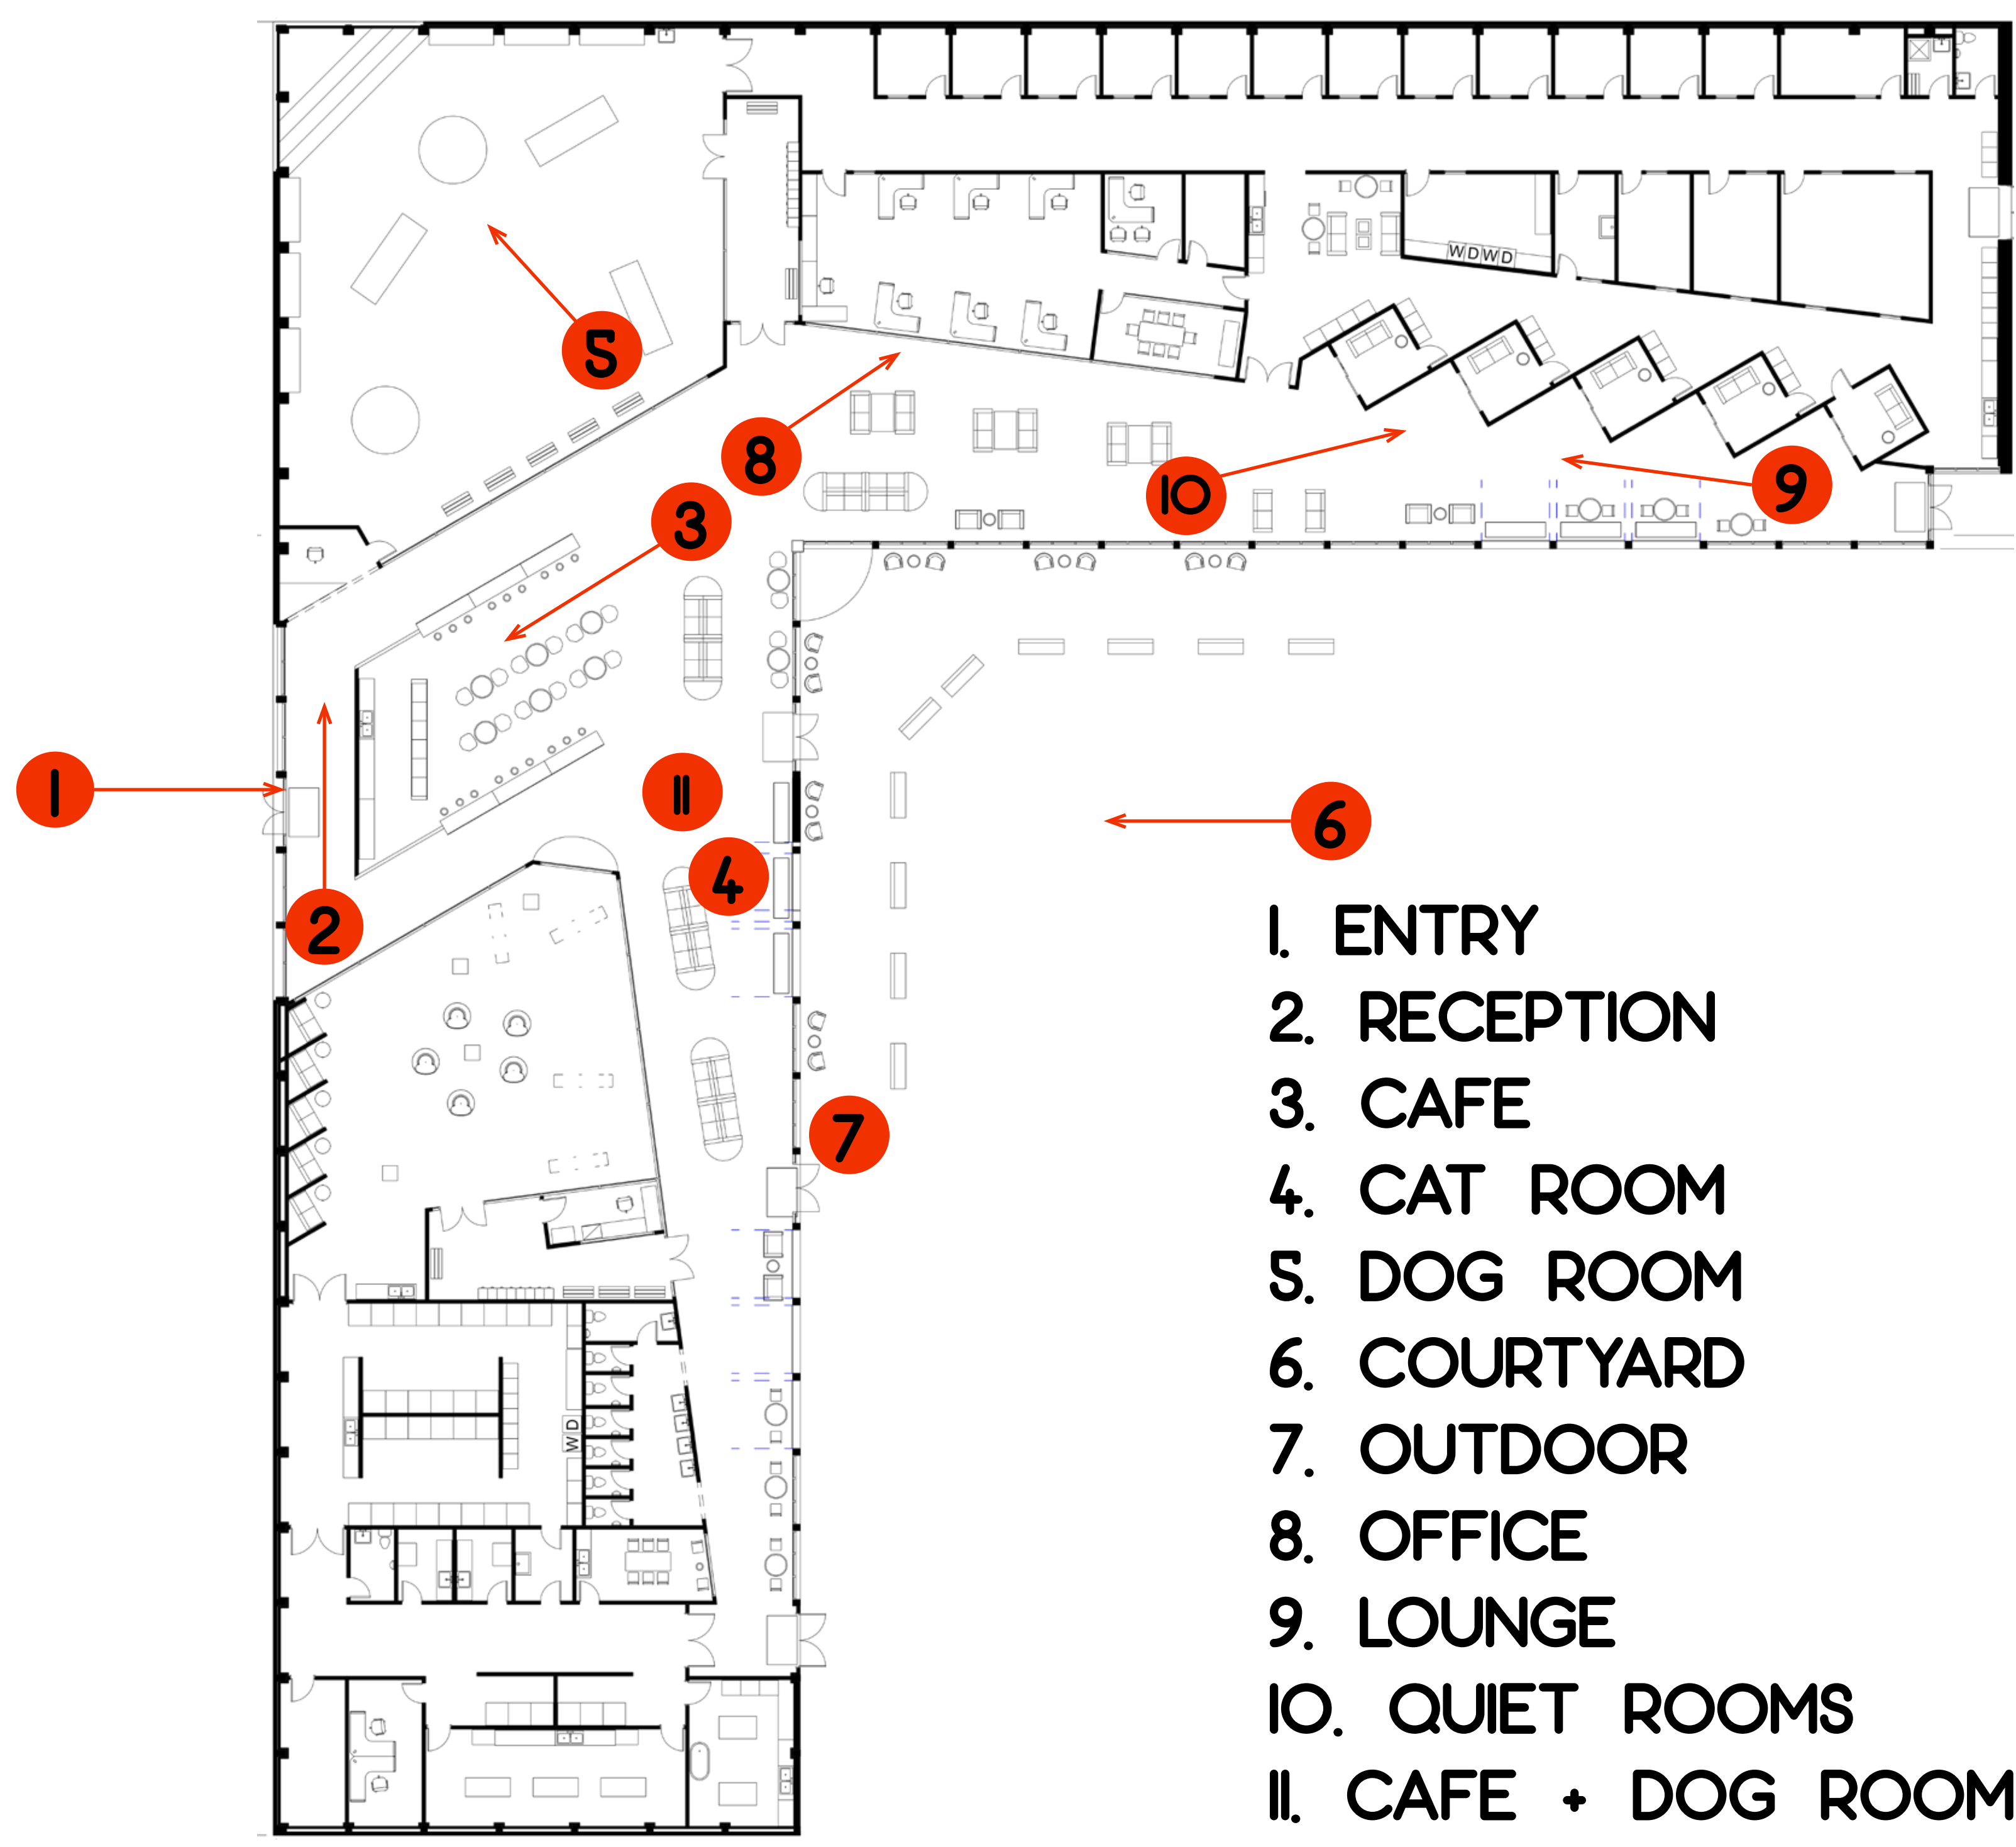 WDWD
5
8
3
10
9
1
11
6
4
2
7
WD
1. ENTRY
2. RECEPTION
3. CAFE
4. CAT ROOM
5. DOG ROOM
6. COURTYARD
7. OUTDOOR
8. OFFICE
9. LOUNGE
10. QUIET ROOMS
11. CAFE + DOG ROOM